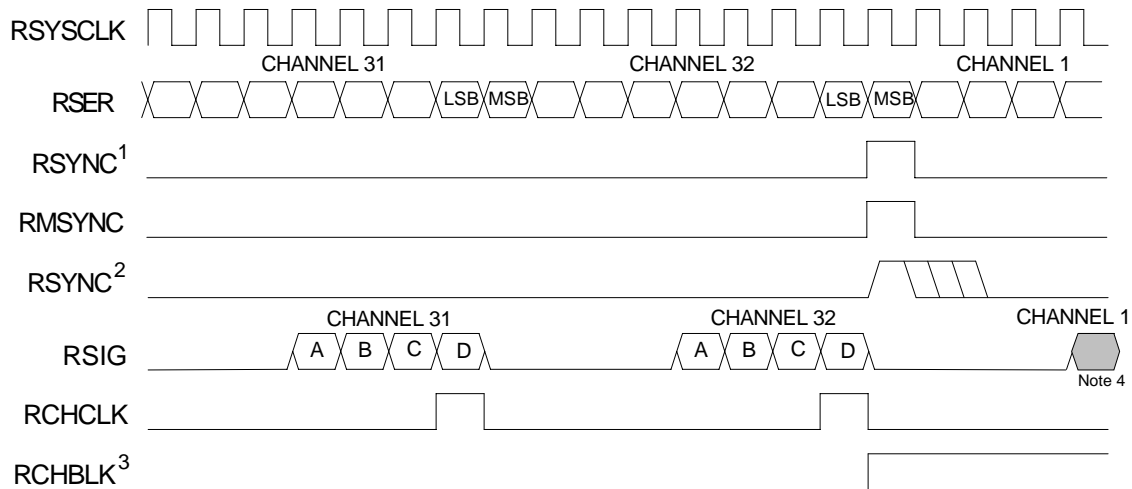 RSYSCLK
CHANNEL 31 CHANNEL 32 CHANNEL 1
RSER LSB MSB LSB MSB
RSYNC1
RMSYNC
RSYNC2
CHANNEL 31 CHANNEL 32 CHANNEL 1
RSIG A B C D A B C D
Note 4
RCHCLK
RCHBLK3